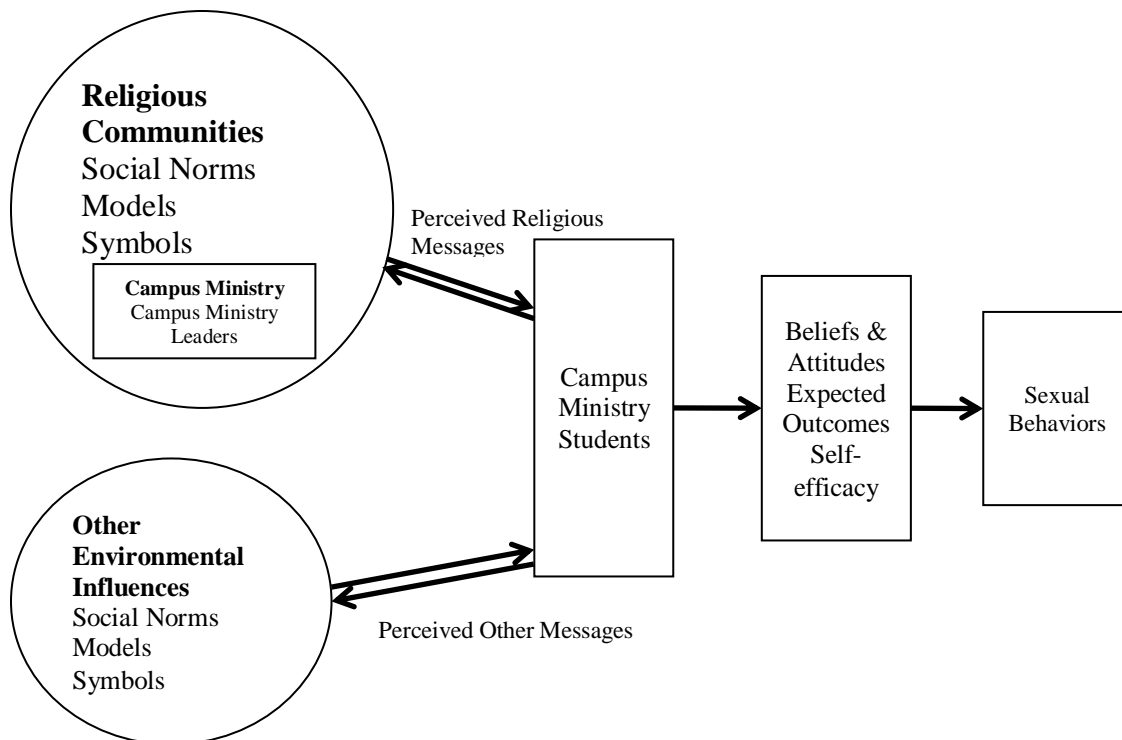 Religious
Communities
Social Norms
Models
Symbols
Campus Ministry
Campus Ministry
Leaders
Perceived Religious
Messages
Other
Environmental
Influences
Social Norms
Models
Symbols
Perceived Other Messages
Campus
Ministry
Students
Beliefs &
Attitudes
Expected
Outcomes
Self-
efficacy
Sexual
Behaviors